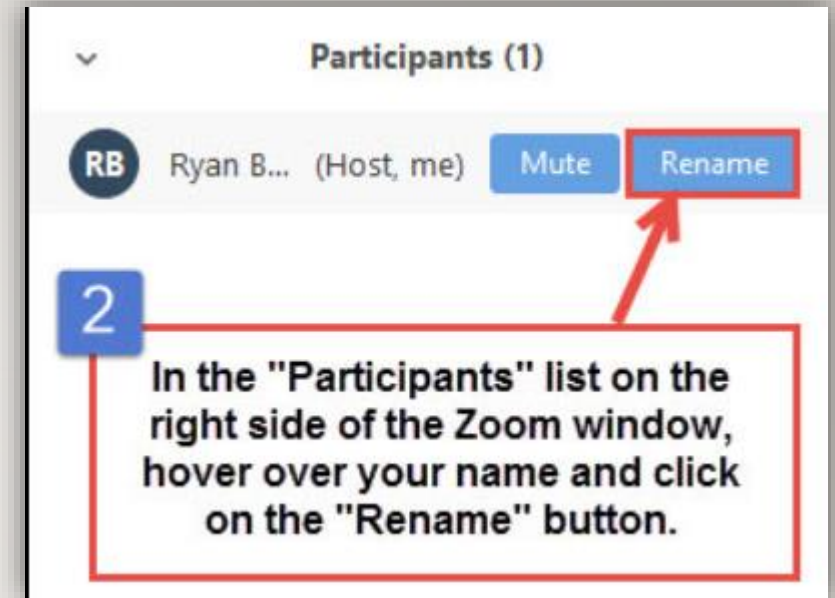 Participants (1)
RB Ryan B... (Host, me) Mute Rename
2
In the "Participants" list on the
right side of the Zoom window,
hover over your name and click
on the "Rename" button.